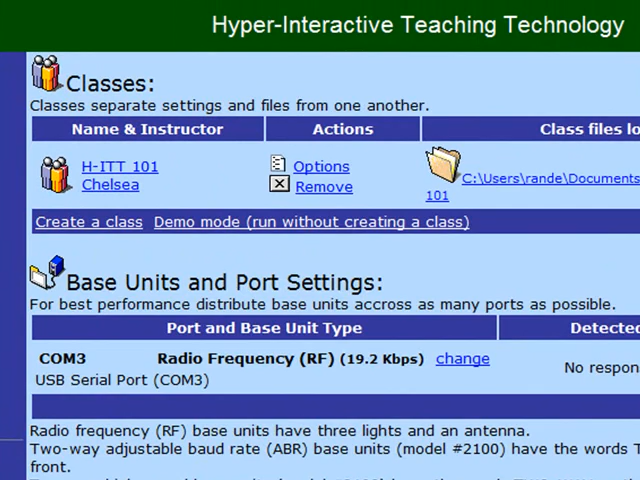 Hyper-Interactive Teaching Technology
Classes:
Classes separate settings and files from one another.
Name & Instructor Actions Class files lo
H-ITT 101 Options C:\Users\rande\Documents
Chelsea Remove 101
Create a class Demo mode (run without creating a class)
Base Units and Port Settings:
For best performance distribute base units accross as many ports as possible.
Port and Base Unit Type Detected
COM3 Radio Frequency (RF) (19.2 Kbps) change No respon
USB Serial Port (COM3)
Radio frequency (RF) base units have three lights and an antenna.
Two-way adjustable baud rate (ABR) base units (model #2100) have the words T
front.